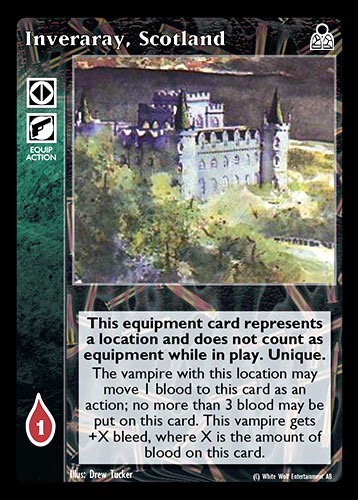 Inveraray, Scotland
EQUIP
ACTION
This equipment card represents
a location and does not count as
equipment while in play. Unique.
The vampire with this location may
move 1 blood to this card as an
action; no more than 3 blood may be
put on this card. This vampire gets
+X bleed, where X is the amount of
blood on this card.
1
Illus: Drew Tucker
(C) White Wolf Entertainment AB